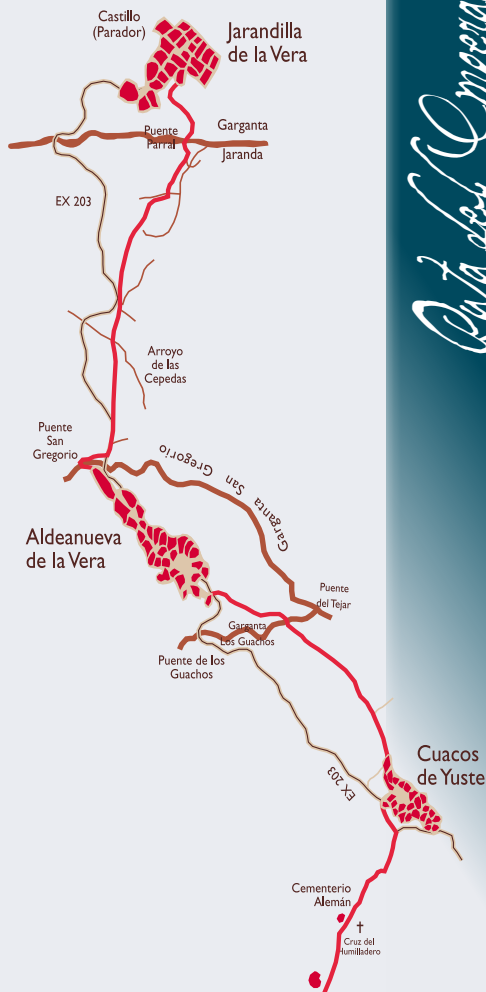 Castillo
(Parador)
Jarandilla
de la Vera
Puente
Parral
Garganta
Jaranda
EX 203
Arroyo
de las
Cepedas
Puente
San
Gregorio
Garganta San Gregorio
Aldeanueva
de la Vera
Puente
del Tejar
Garganta
Los Guachos
Puente de los
Guachos
EX 203
Cuacos
de Yuste
Cementerio
Alemán
Cruz del
Humilladero